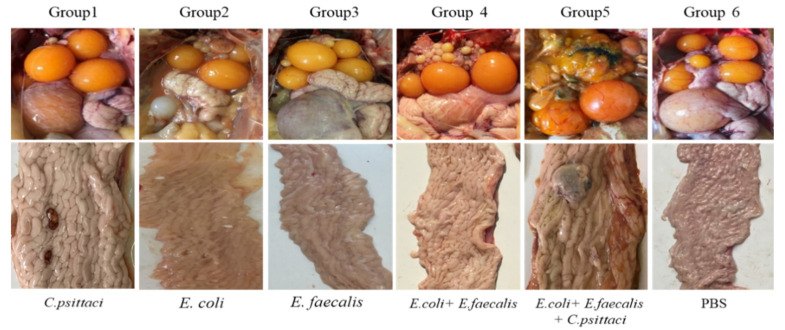 Group1 Group2 Group3 Group 4 Group5 Group 6
C.psittaci E. coli E. faecalis E.coli+ E.faecalis E.coli+ E.faecalis PBS
+ C.psittaci